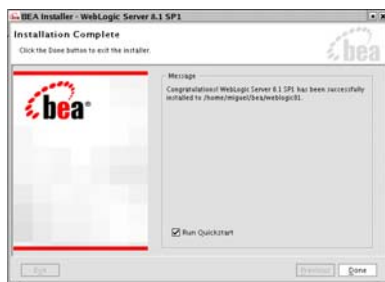 BEA Installer - WebLogic Server 8.1 SP1
Installation Complete
Click the Done button to exit the installer.
bea
bea
Message
Congratulations! WebLogic Server 8.1 SP1 has been successfully
installed to /home/miguel/bea/weblogic81.
Run Quickstart
Exit
Previous
Done